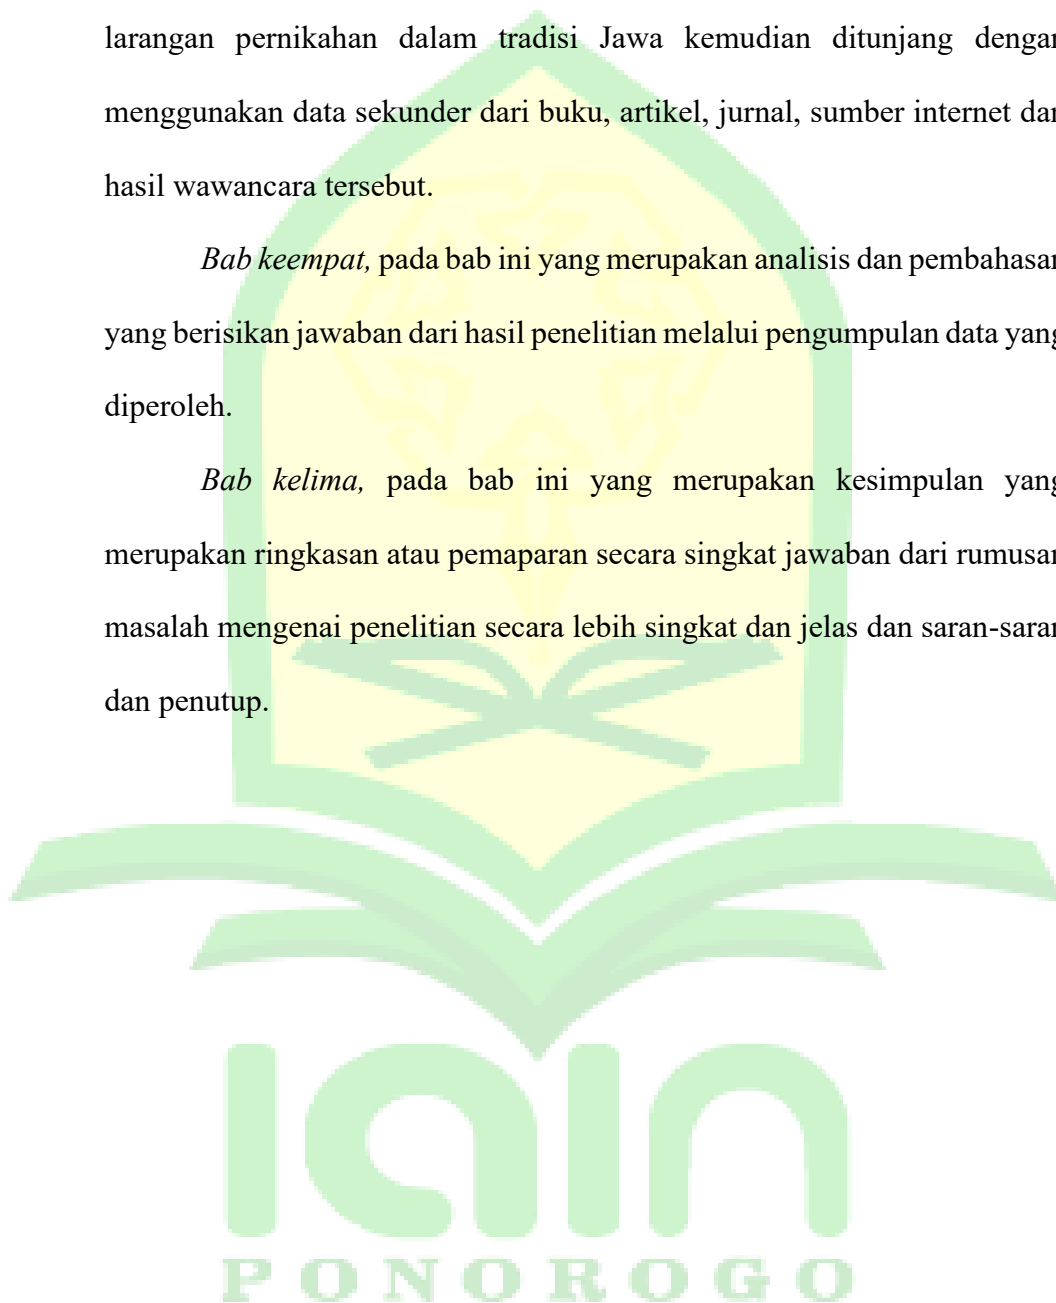 larangan pernikahan dalam tradisi Jawa kemudian ditunjang dengan
menggunakan data sekunder dari buku, artikel, jurnal, sumber internet dan
hasil wawancara tersebut.
Bab keempat, pada bab ini yang merupakan analisis dan pembahasan
yang berisikan jawaban dari hasil penelitian melalui pengumpulan data yang
diperoleh.
Bab kelima, pada bab ini yang merupakan kesimpulan yang
merupakan ringkasan atau pemaparan secara singkat jawaban dari rumusan
masalah mengenai penelitian secara lebih singkat dan jelas dan saran-saran
dan penutup.
iain
PONOROGO